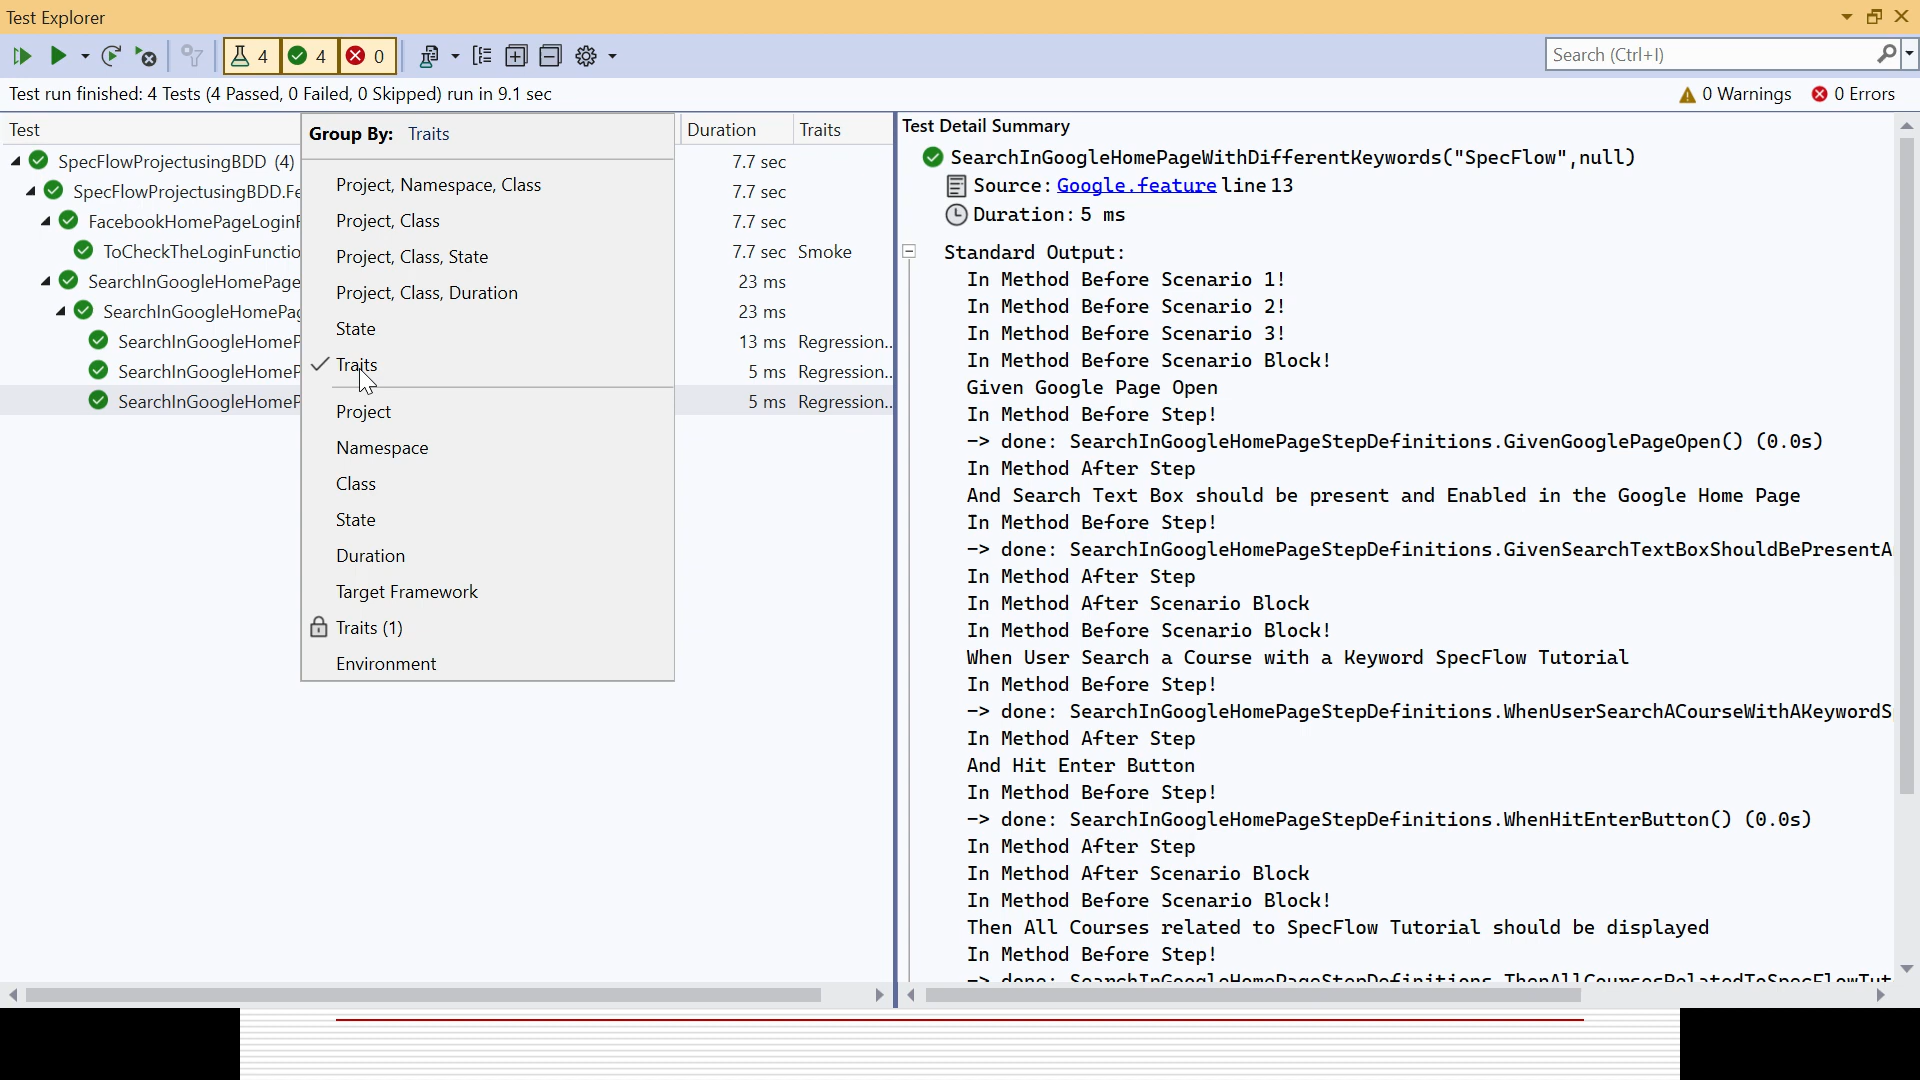 Test Explorer
4 4 0
Search (Ctrl+I)
Test run finished: 4 Tests (4 Passed, 0 Failed, 0 Skipped) run in 9.1 sec
0 Warnings 0 Errors
Test
Duration Traits
SpecFlowProjectusingBDD (4) 7.7 sec
SpecFlowProjectusingBDD.Fe 7.7 sec
FacebookHomePageLoginF 7.7 sec
ToCheckTheLoginFunctio 7.7 sec Smoke
SearchInGoogleHomePage 23 ms
SearchInGoogleHomePag 23 ms
SearchInGoogleHomeP 13 ms Regression..
SearchInGoogleHomeP 5 ms Regression..
SearchInGoogleHomeP 5 ms Regression..
Group By: Traits
Project, Namespace, Class
Project, Class
Project, Class, State
Project, Class, Duration
State
Traits
Project
Namespace
Class
State
Duration
Target Framework
Traits (1)
Environment
Test Detail Summary
SearchInGoogleHomePageWithDifferentKeywords("SpecFlow",null)
Source: Google.feature line 13
Duration: 5 ms
Standard Output:
In Method Before Scenario 1!
In Method Before Scenario 2!
In Method Before Scenario 3!
In Method Before Scenario Block!
Given Google Page Open
In Method Before Step!
-> done: SearchInGoogleHomePageStepDefinitions.GivenGooglePageOpen() (0.0s)
In Method After Step
And Search Text Box should be present and Enabled in the Google Home Page
In Method Before Step!
-> done: SearchInGoogleHomePageStepDefinitions.GivenSearchTextBoxShouldBePresentA
In Method After Step
In Method After Scenario Block
In Method Before Scenario Block!
When User Search a Course with a Keyword SpecFlow Tutorial
In Method Before Step!
-> done: SearchInGoogleHomePageStepDefinitions.WhenUserSearchACourseWithAKeywordS
In Method After Step
And Hit Enter Button
In Method Before Step!
-> done: SearchInGoogleHomePageStepDefinitions.WhenHitEnterButton() (0.0s)
In Method After Step
In Method After Scenario Block
In Method Before Scenario Block!
Then All Courses related to SpecFlow Tutorial should be displayed
In Method Before Step!
-> done: SearchInGoogleHomePageStepDefinitions.ThenAllCoursesRelatedToSpecFlowTut